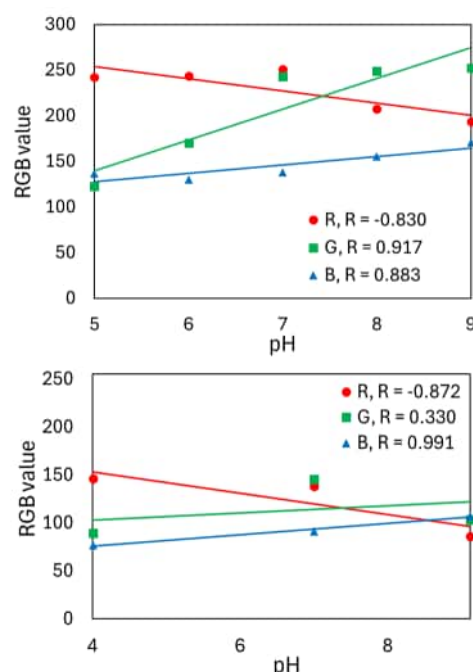 300
250
200
150
100
50
0
RGB value
R, R = -0.830
G, R = 0.917
B, R = 0.883
5 6 7 8 9
pH
250
200
150
100
50
0
RGB value
R, R = -0.872
G, R = 0.330
B, R = 0.991
4 6 8
pH